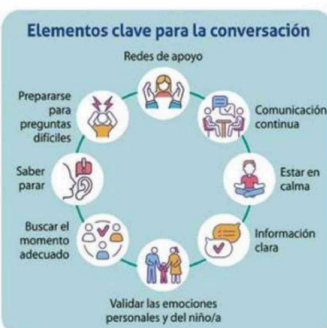 Elementos clave para la conversación
Redes de apoyo
Comunicación
continua
Estar en
calma
Información
clara
Validar las emociones
personales y del niño/a
Buscar el
momento
adecuado
Saber
parar
Prepararse
para
preguntas
difíciles